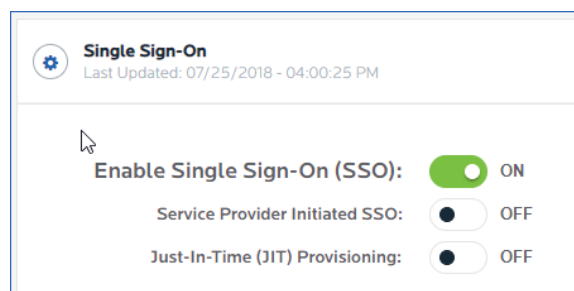 Single Sign-On
Last Updated: 07/25/2018 - 04:00:25 PM
Enable Single Sign-On (SSO): ON
Service Provider Initiated SSO: OFF
Just-In-Time (JIT) Provisioning: OFF